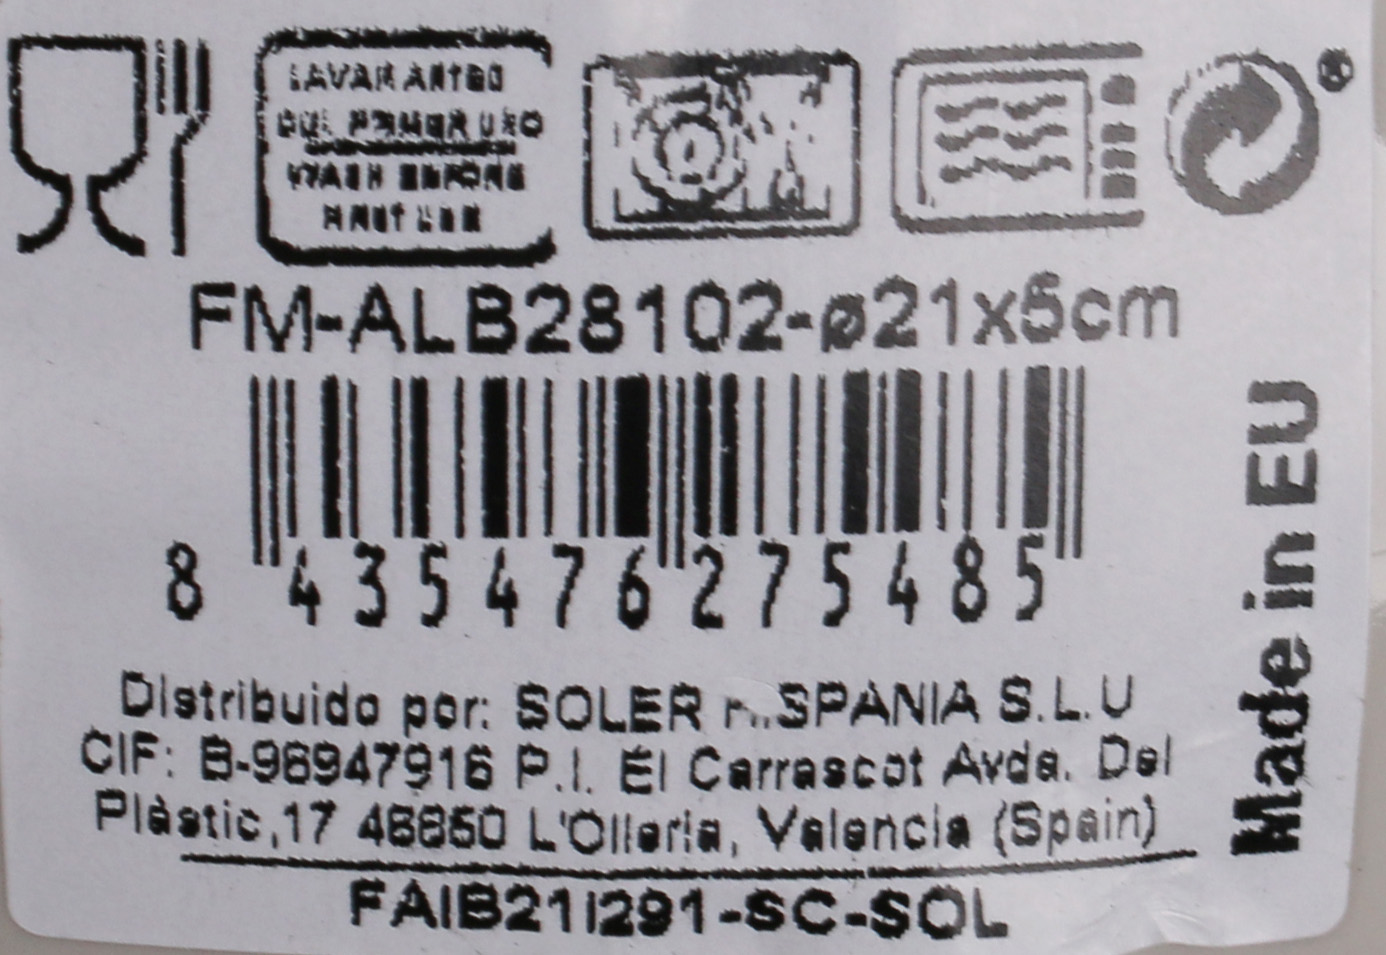 LAVAR ANTES
DEL PRIMER USO
WASH BEFORE
FIRST USE
FM-ALB28102-ø21x5cm
8 435476 275485
Made in EU
Distribuido por: SOLER HISPANIA S.L.U
CIF: B-96947916 P.I. El Carrascot Avda. Del
Plàstic,17 46850 L'Olleria, Valencia (Spain)
FAIB211291-SC-SOL